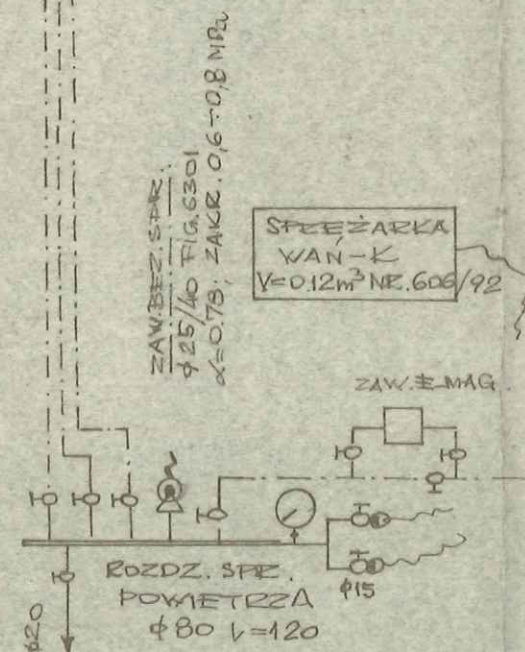 ZAW. BEZ. SPR.
φ25/40 FIG. 6301
α=0.78; ZAKR. 0,6-0,8 MPa
SPRĘŻARKA
WAŃ-K
V=0.12m³ NR. 606/92
ZAW. E-MAG.
ROZDZ. SPR.
POWIETRZA
φ80 L=120
φ15
φ20